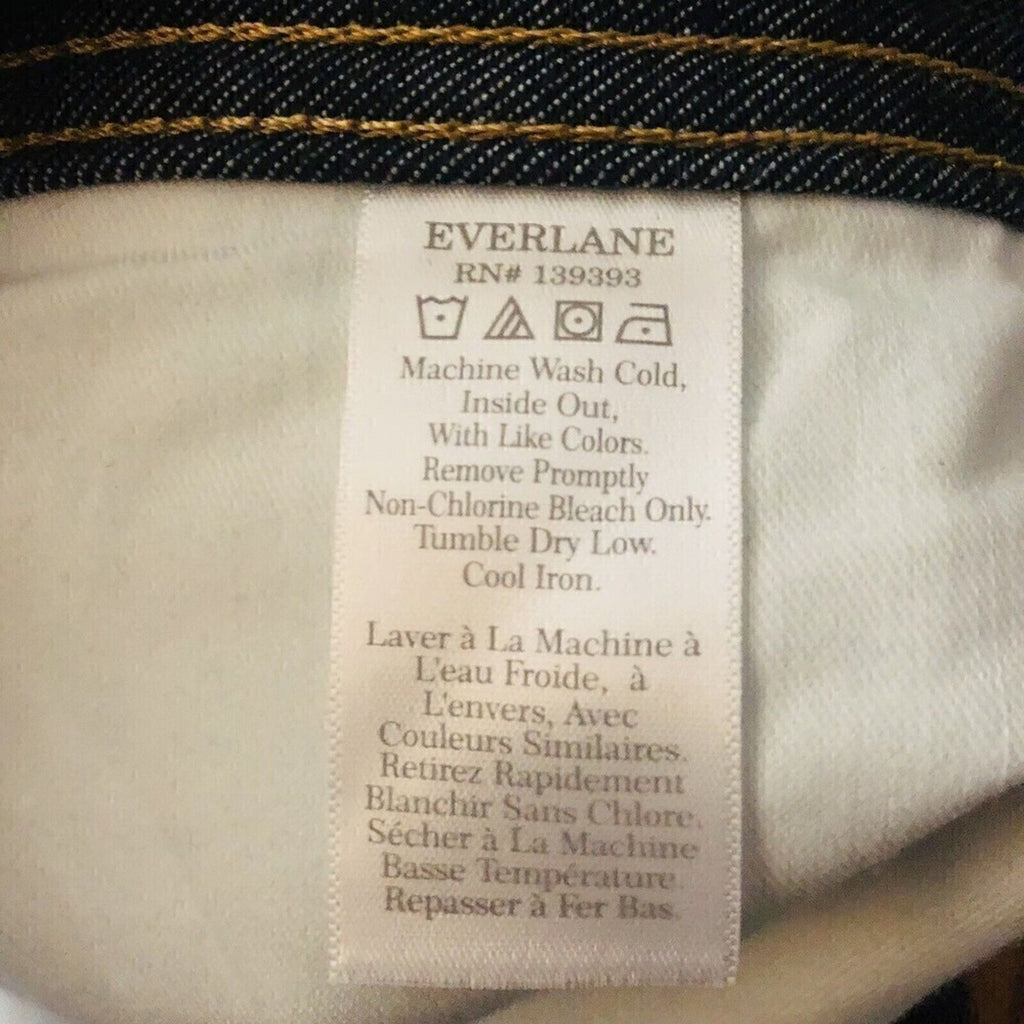 EVERLANE
RN# 139393
Machine Wash Cold,
Inside Out,
With Like Colors.
Remove Promptly
Non-Chlorine Bleach Only.
Tumble Dry Low.
Cool Iron.
Laver à La Machine à
L'eau Froide, à
L'envers, Avec
Couleurs Similaires.
Retirez Rapidement
Blanchir Sans Chlore.
Sécher à La Machine
Basse Température.
Repasser à Fer Bas.